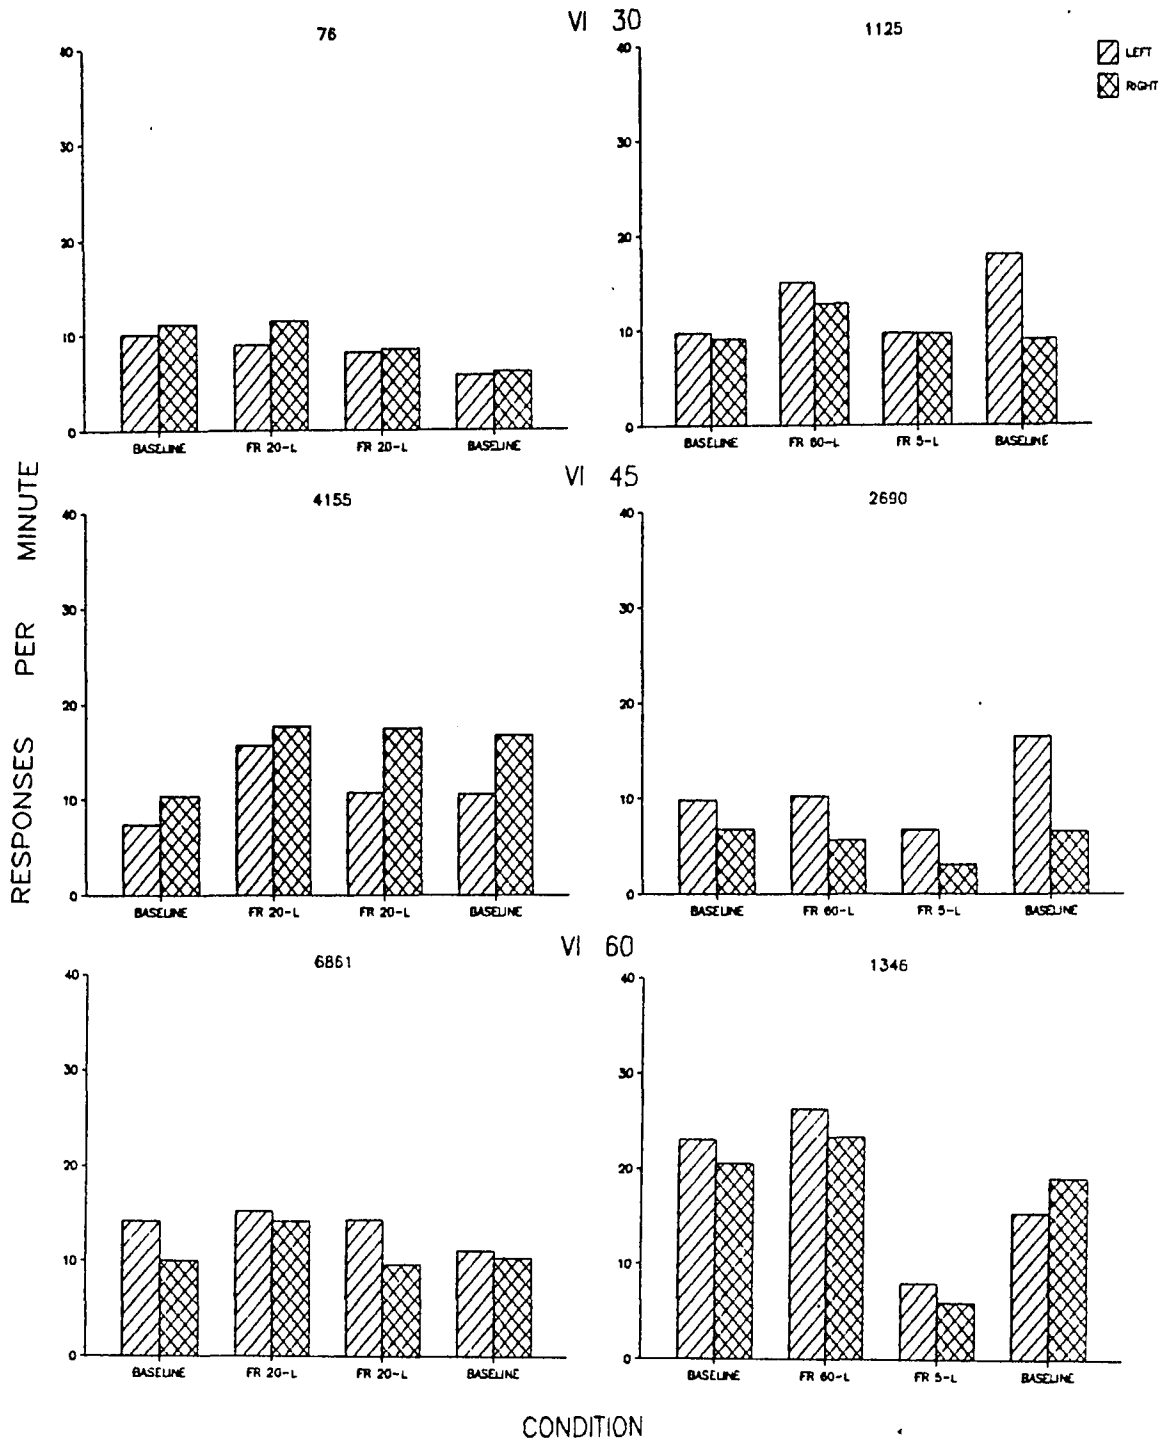 VI 30
76
1125
LEFT
RIGHT
40
30
20
10
0
BASELINE FR 20-L FR 20-L BASELINE
40
30
20
10
0
BASELINE FR 60-L FR 5-L BASELINE
RESPONSES PER MINUTE
VI 45
4155
2690
40
30
20
10
0
BASELINE FR 20-L FR 20-L BASELINE
40
30
20
10
0
BASELINE FR 60-L FR 5-L BASELINE
VI 60
6861
1346
40
30
20
10
0
BASELINE FR 20-L FR 20-L BASELINE
40
30
20
10
0
BASELINE FR 60-L FR 5-L BASELINE
CONDITION